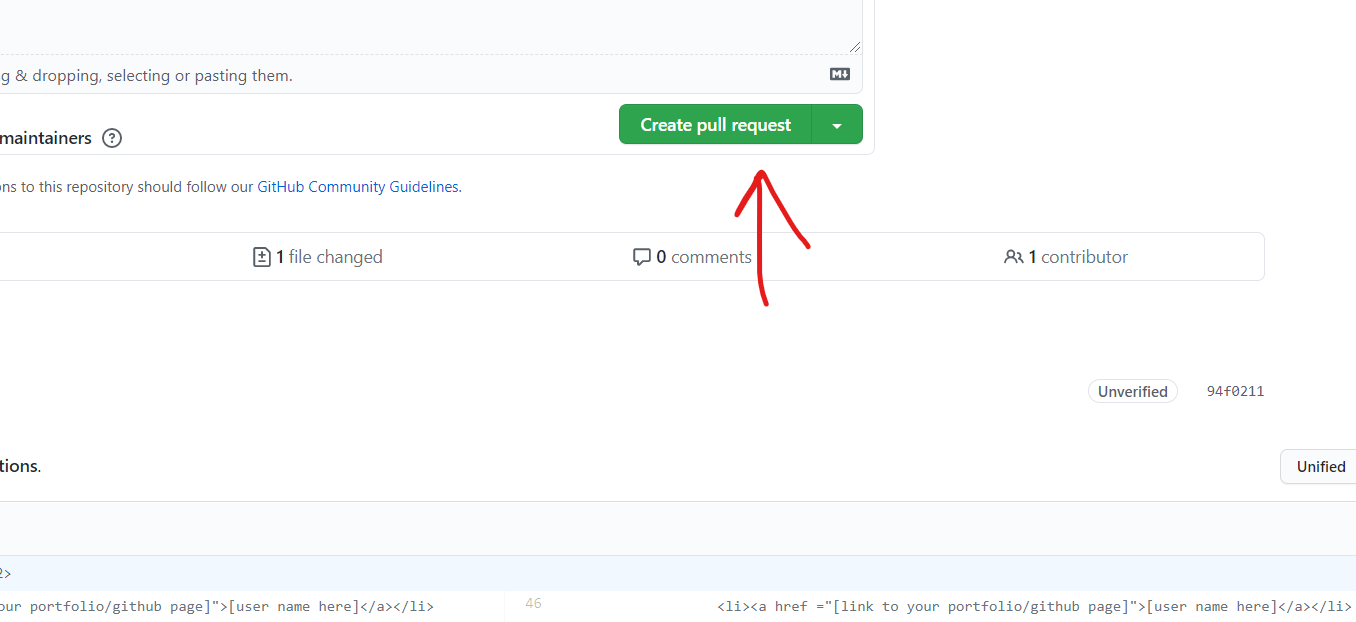 g & dropping, selecting or pasting them.
M
Create pull request
maintainers ?
ns to this repository should follow our GitHub Community Guidelines.
1 file changed 0 comments 1 contributor
Unverified 94f0211
tions.
Unified
2>
our portfolio/github page]">[user name here]</a></li> 46 <li><a href ="[link to your portfolio/github page]">[user name here]</a></li>